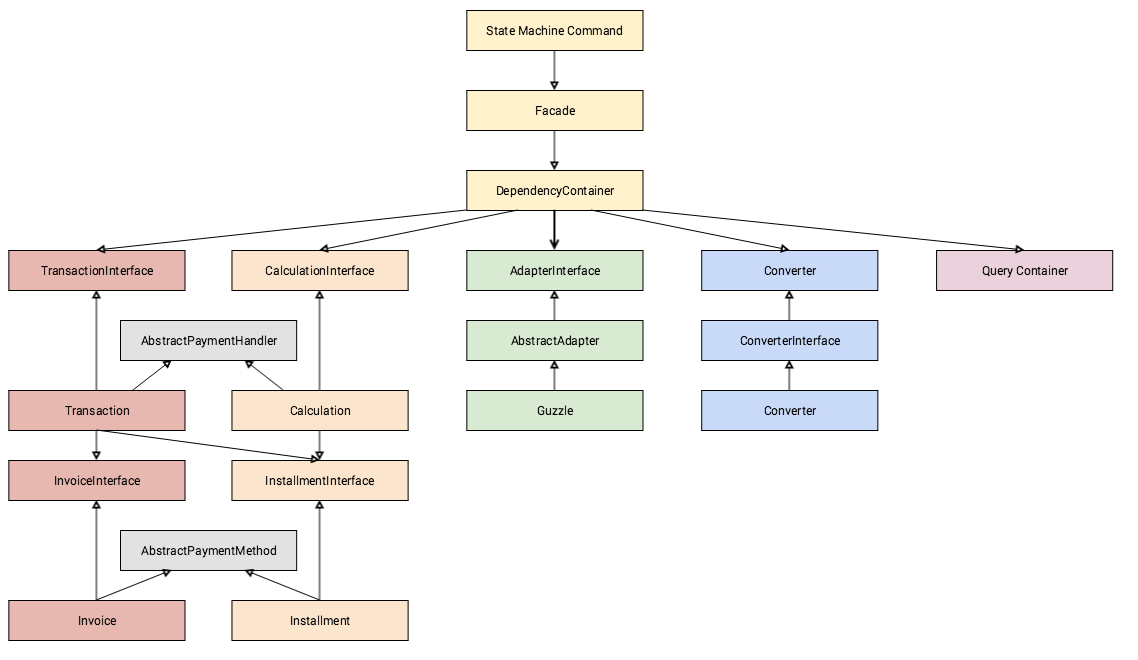 State Machine Command
Facade
DependencyContainer
TransactionInterface
CalculationInterface
AdapterInterface
Converter
Query Container
AbstractPaymentHandler
AbstractAdapter
ConverterInterface
Transaction
Calculation
Guzzle
Converter
InvoiceInterface
InstallmentInterface
AbstractPaymentMethod
Invoice
Installment